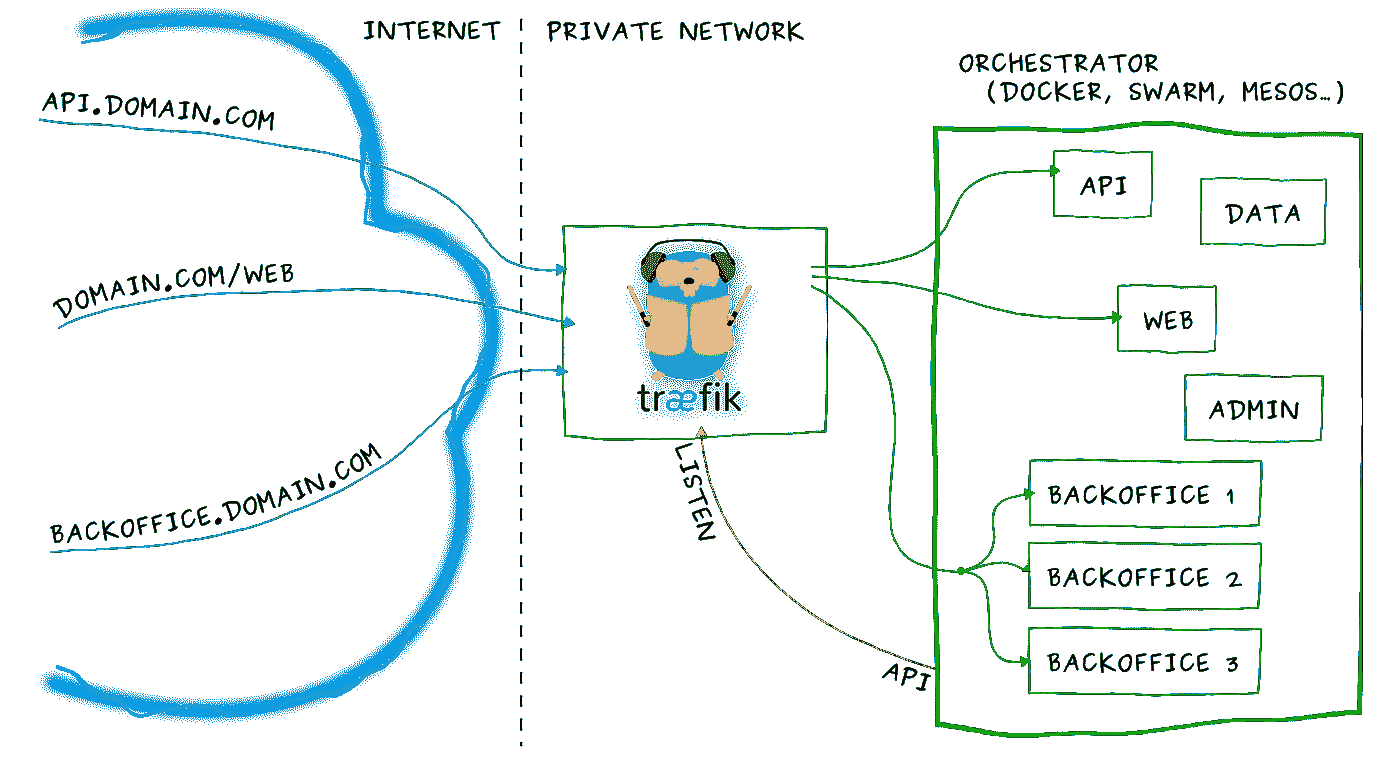 INTERNET
PRIVATE NETWORK
ORCHESTRATOR
(DOCKER, SWARM, MESOS...)
API.DOMAIN.COM
DOMAIN.COM/WEB
BACKOFFICE.DOMAIN.COM
træfik
LISTEN
API
API
DATA
WEB
ADMIN
BACKOFFICE 1
BACKOFFICE 2
BACKOFFICE 3